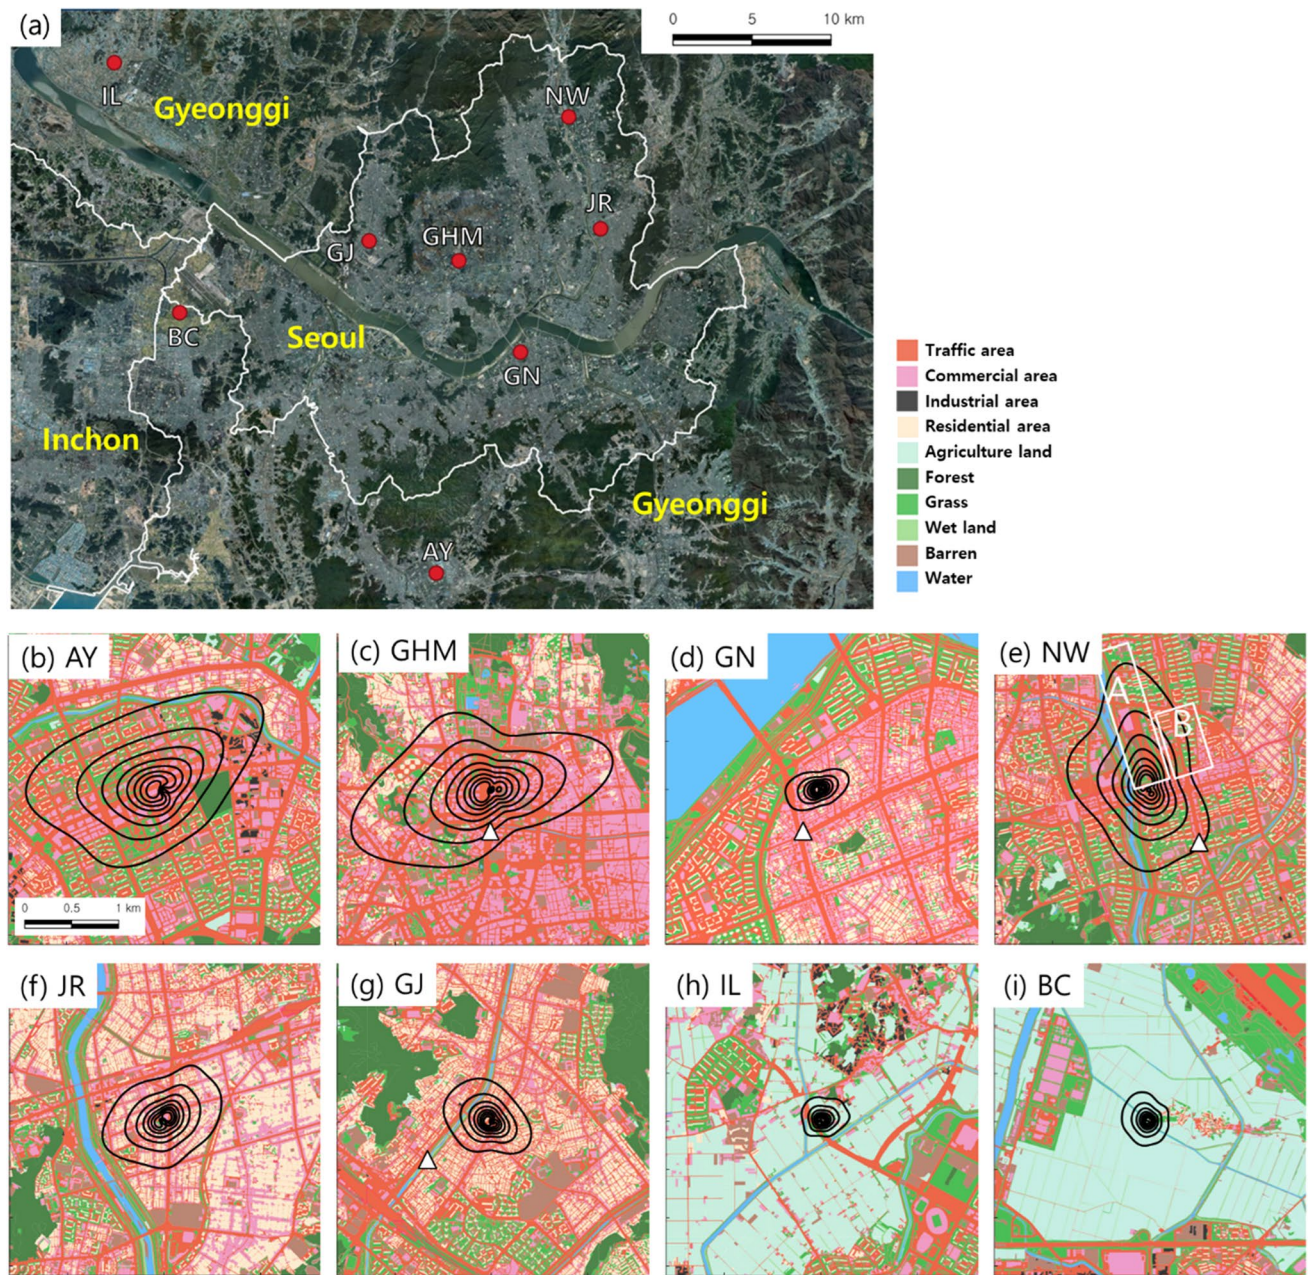 (a)
0 5 10 km
IL
Gyeonggi
NW
JR
GJ
GHM
BC
Seoul
GN
Inchon
Gyeonggi
AY
Traffic area
Commercial area
Industrial area
Residential area
Agriculture land
Forest
Grass
Wet land
Barren
Water
(b) AY
(c) GHM
(d) GN
(e) NW
A
B
0 0.5 1 km
(f) JR
(g) GJ
(h) IL
(i) BC